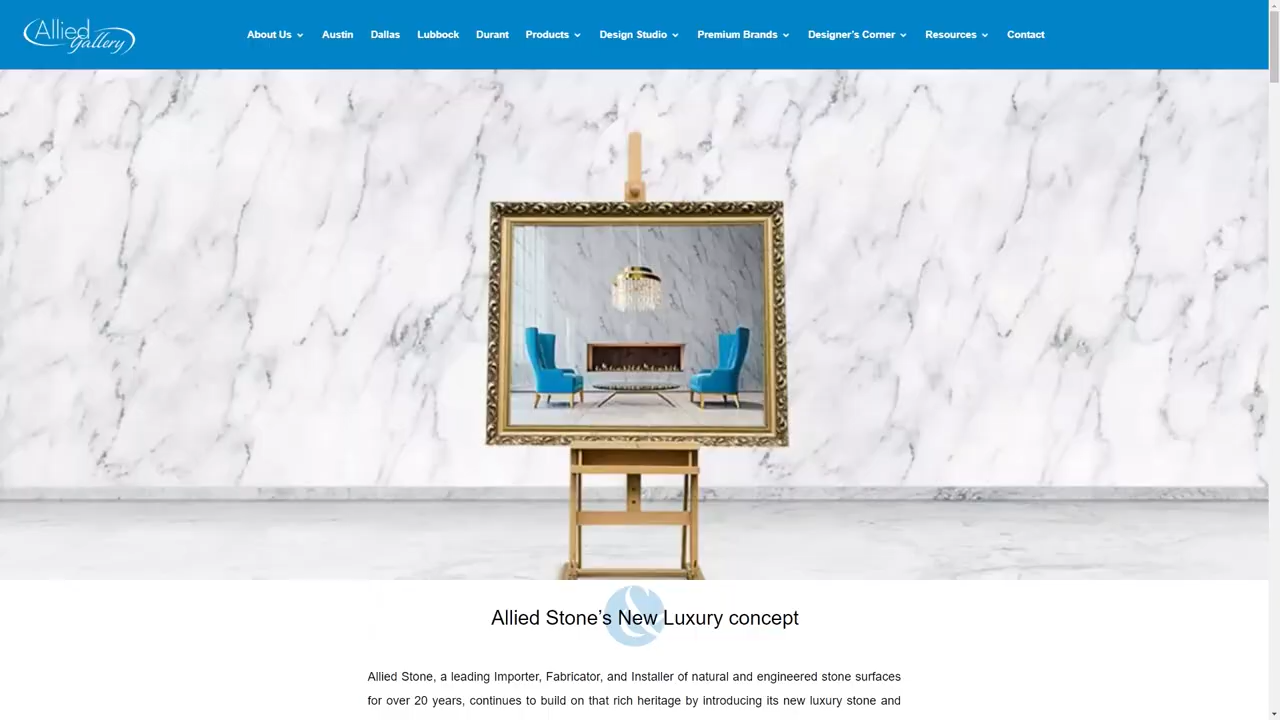 Allied Gallery
About Us Austin Dallas Lubbock Durant Products Design Studio Premium Brands Designer's Corner Resources Contact
Allied Stone’s New Luxury concept
Allied Stone, a leading Importer, Fabricator, and Installer of natural and engineered stone surfaces
for over 20 years, continues to build on that rich heritage by introducing its new luxury stone and